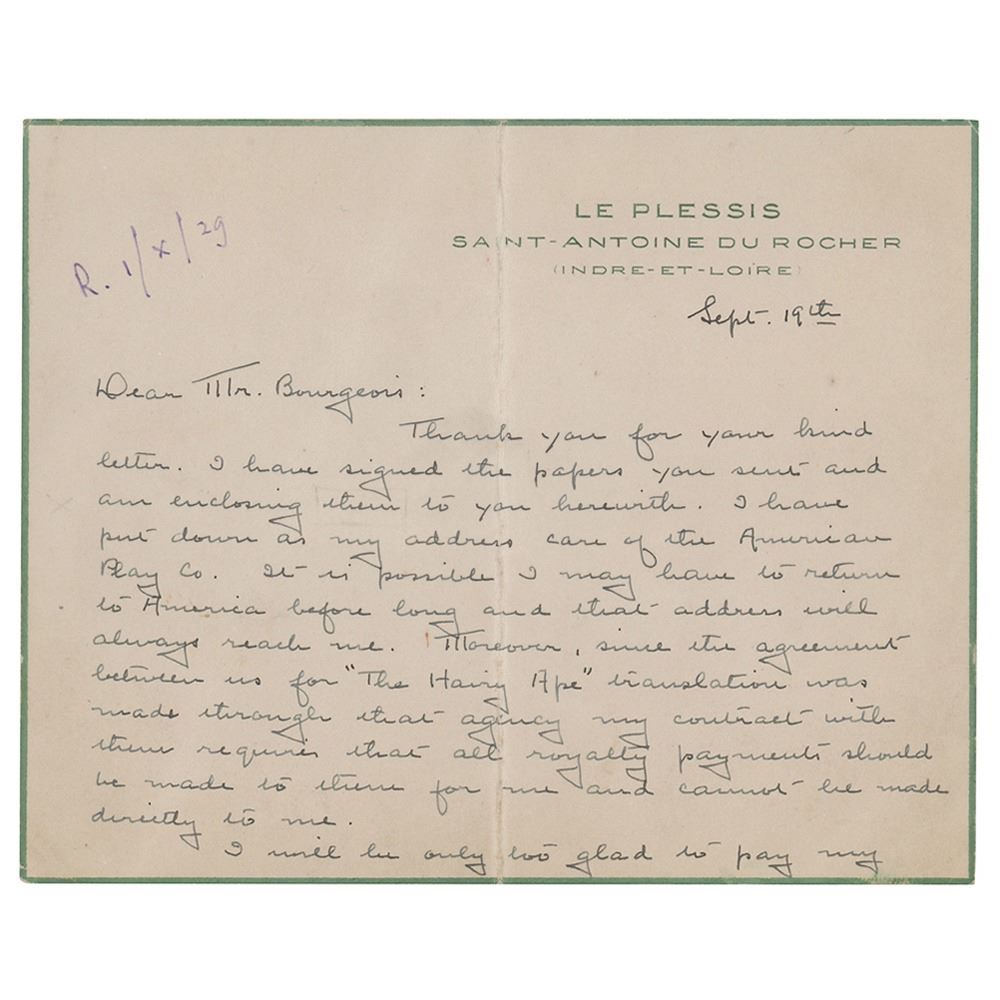 LE PLESSIS
SAINT-ANTOINE DU ROCHER
(INDRE-ET-LOIRE)
R. 1/X/29
Sept. 19th
Dear Mr. Bourgeois:
Thank you for your kind
letter. I have signed the papers you sent and
am enclosing them to you herewith. I have
put down as my address care of the American
Play Co. It is possible I may have to return
to America before long and that address will
always reach me. Moreover, since the agreement
between us for "The Hairy Ape" translation was
made through that agency my contract with
them requires that all royalty payments should
be made to them for me and cannot be made
directly to me.
I will be only too glad to pay my